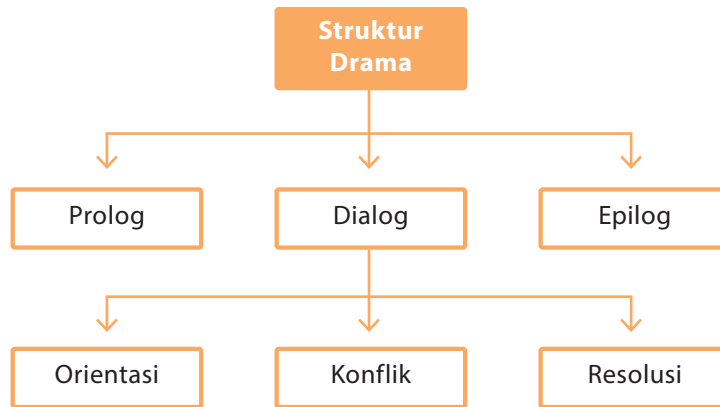 Struktur
Drama
Prolog
Dialog
Epilog
Orientasi
Konflik
Resolusi